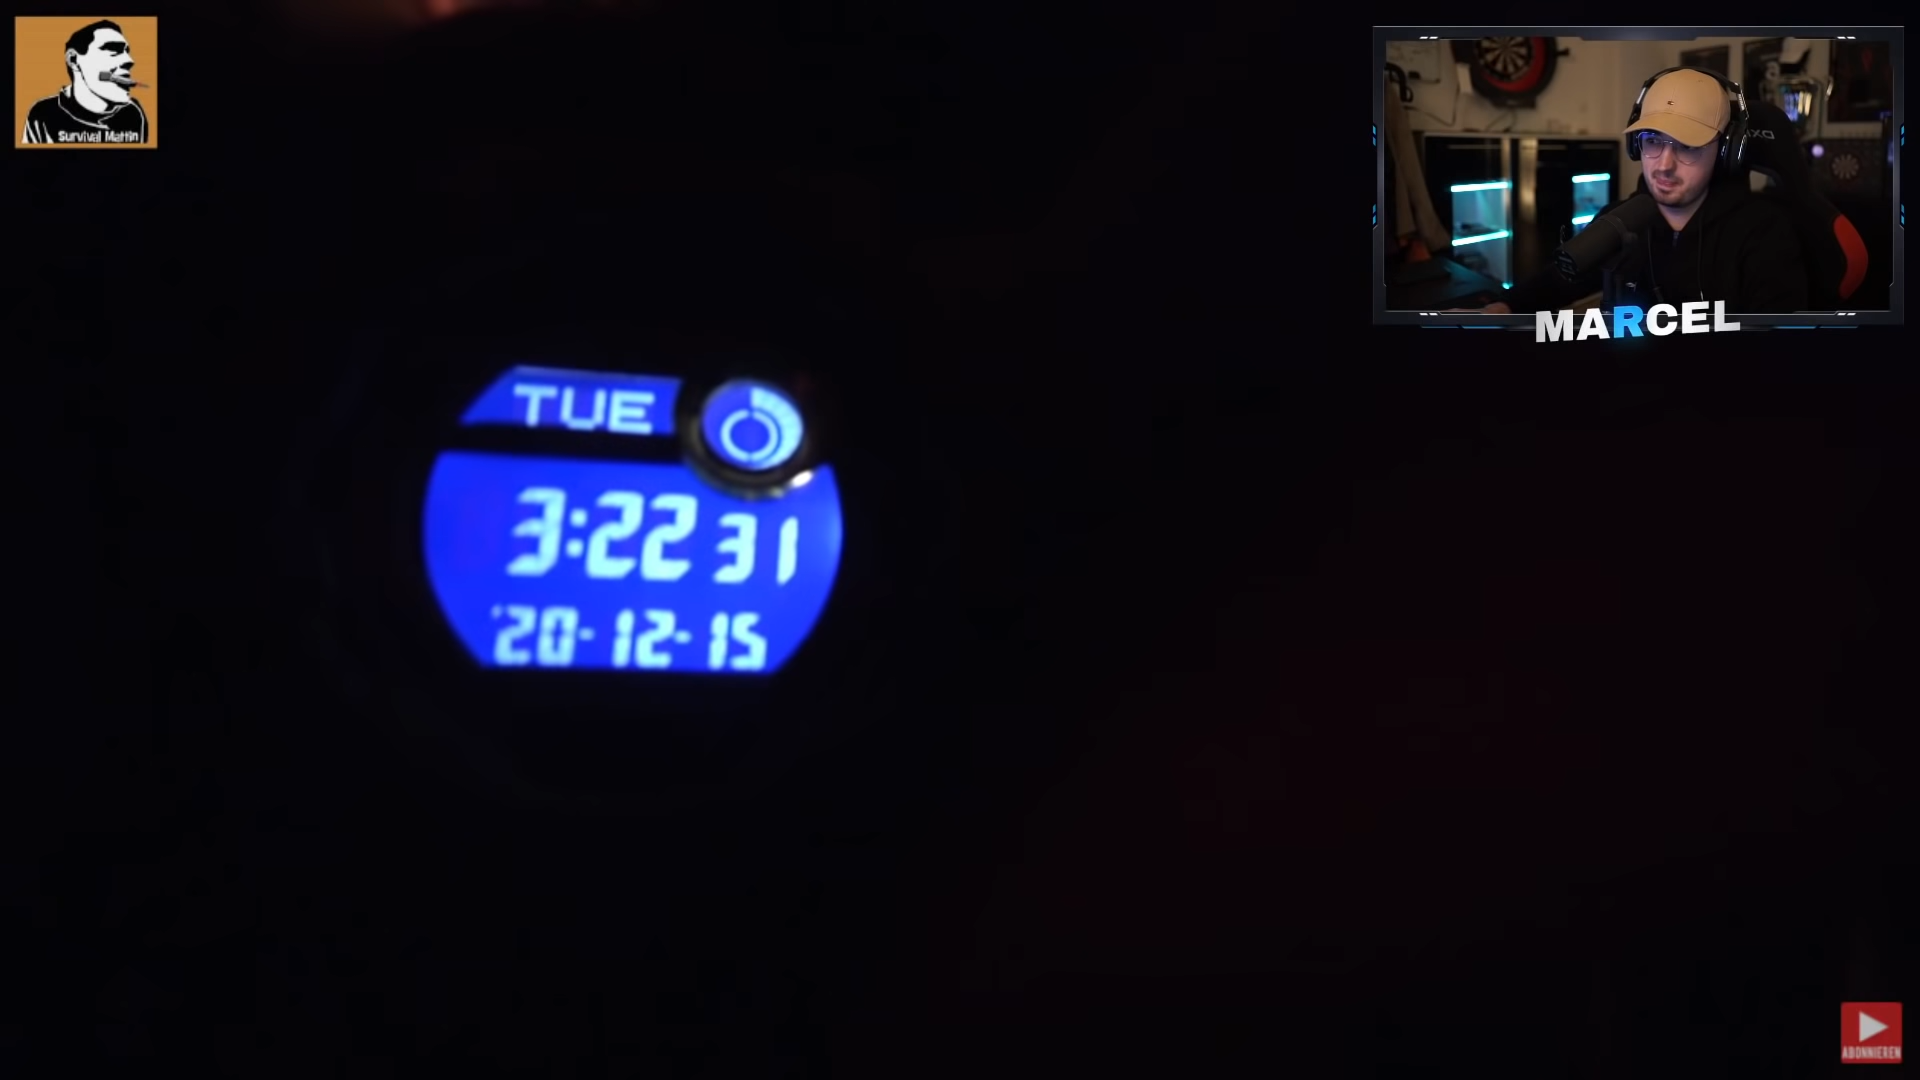 Survival Mattin
MARCEL
TUE
3:22 31
'20-12-15
ABONNIEREN